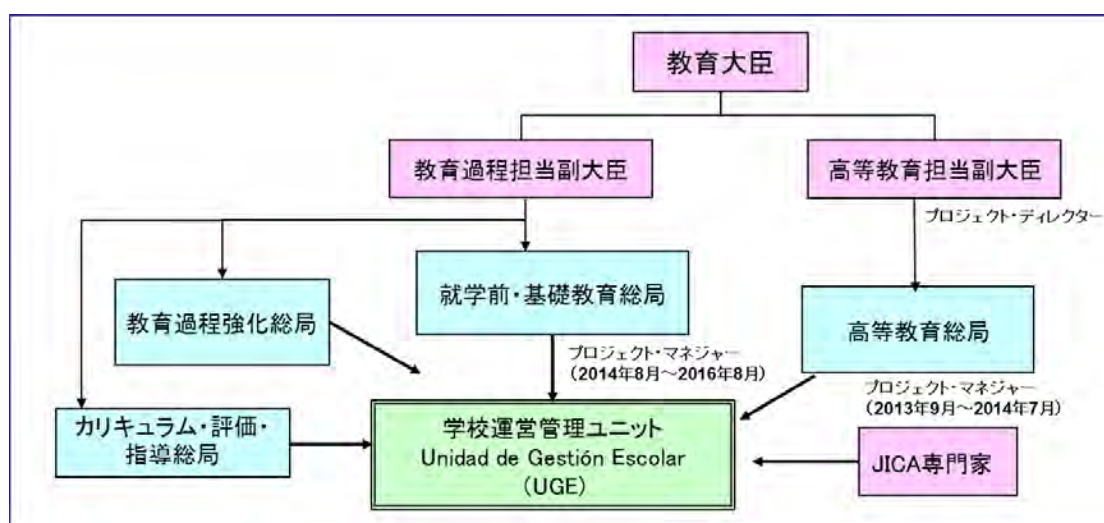 教育大臣
教育過程担当副大臣
高等教育担当副大臣
プロジェクト・ディレクター
教育過程強化総局
就学前・基礎教育総局
高等教育総局
プロジェクト・マネジャー
（2014年8月～2016年8月）
プロジェクト・マネジャー
（2013年9月～2014年7月）
カリキュラム・評価・
指導総局
学校運営管理ユニット
Unidad de Gestión Escolar
（UGE）
JICA専門家